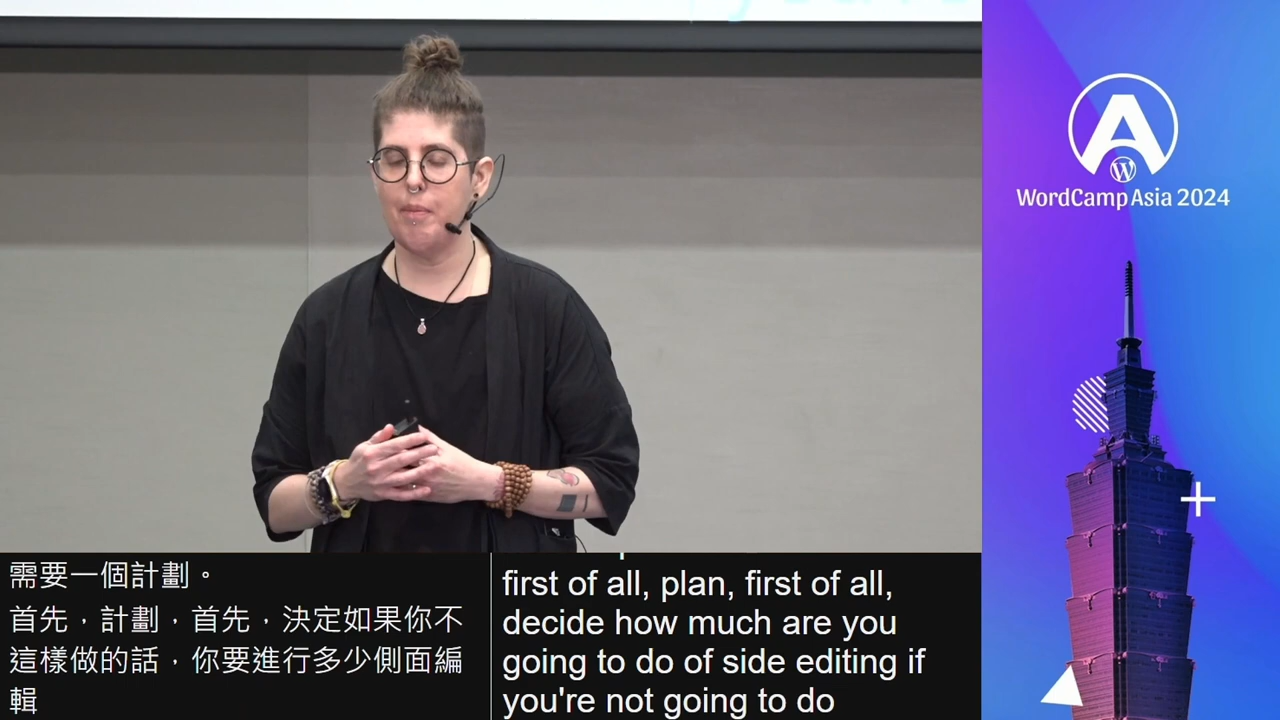 WordCamp Asia 2024
需要一個計劃。
首先，計劃，首先，決定如果你不
這樣做的話，你要進行多少側面編
輯
first of all, plan, first of all,
decide how much are you
going to do of side editing if
you're not going to do